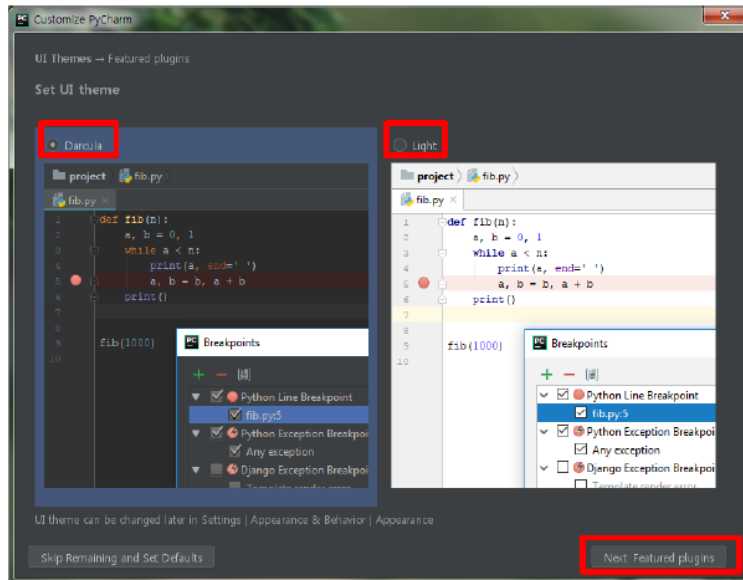 Customize PyCharm
UI Themes → Featured plugins
Set UI theme
Darcula
project
fib.py
fib.py
1 def fib(n):
2 a, b = 0, 1
3 while a < n:
4 print(a, end=' ')
5 a, b = b, a + b
6 print()
7
8
9 fib(1000)
10
PC Breakpoints
Python Line Breakpoint
fib.py:5
Python Exception Breakpoi
Any exception
Django Exception Breakpoi
Template render error
Light
project
fib.py
fib.py
1 def fib(n):
2 a, b = 0, 1
3 while a < n:
4 print(a, end=' ')
5 a, b = b, a + b
6 print()
7
8
9 fib(1000)
10
PC Breakpoints
Python Line Breakpoint
fib.py:5
Python Exception Breakpoi
Any exception
Django Exception Breakpoi
Template render error
UI theme can be changed later in Settings | Appearance & Behavior | Appearance
Skip Remaining and Set Defaults
Next: Featured plugins